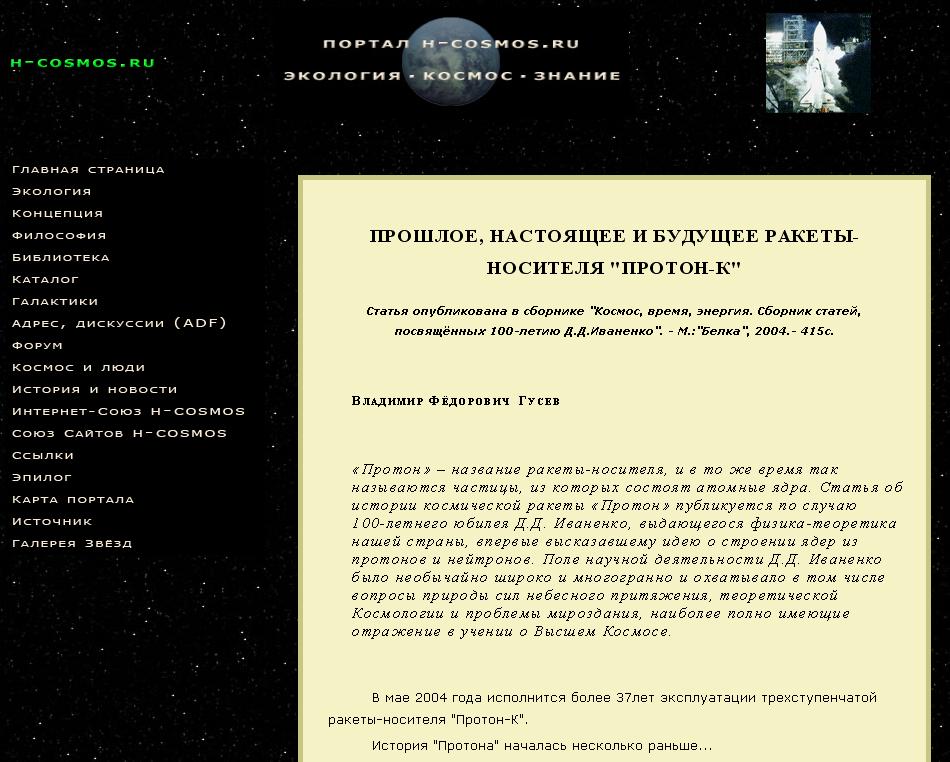 H-COSMOS.RU
ПОРТАЛ H-COSMOS.RU
ЭКОЛОГИЯ · КОСМОС · ЗНАНИЕ
Главная страница
Экология
Концепция
Философия
Библиотека
Каталог
Галактики
Адрес, дискуссии (ADF)
Форум
Космос и люди
История и новости
Интернет-Союз H-COSMOS
Союз Сайтов H-COSMOS
Ссылки
Эпилог
Карта портала
Источник
Галерея Звёзд
ПРОШЛОЕ, НАСТОЯЩЕЕ И БУДУЩЕЕ РАКЕТЫ-
НОСИТЕЛЯ "ПРОТОН-К"
Статья опубликована в сборнике "Космос, время, энергия. Сборник статей,
посвящённых 100-летию Д.Д.Иваненко". - М.:"Белка", 2004.- 415с.
Владимир Фёдорович Гусев
«Протон» – название ракеты-носителя, и в то же время так
называются частицы, из которых состоят атомные ядра. Статья об
истории космической ракеты «Протон» публикуется по случаю
100-летнего юбилея Д.Д. Иваненко, выдающегося физика-теоретика
нашей страны, впервые высказавшему идею о строении ядер из
протонов и нейтронов. Поле научной деятельности Д.Д. Иваненко
было необычайно широко и многогранно и охватывало в том числе
вопросы природы сил небесного притяжения, теоретической
Космологии и проблемы мироздания, наиболее полно имеющие
отражение в учении о Высшем Космосе.
В мае 2004 года исполнится более 37лет эксплуатации трехступенчатой
ракеты-носителя "Протон-К".
История "Протона" началась несколько раньше...